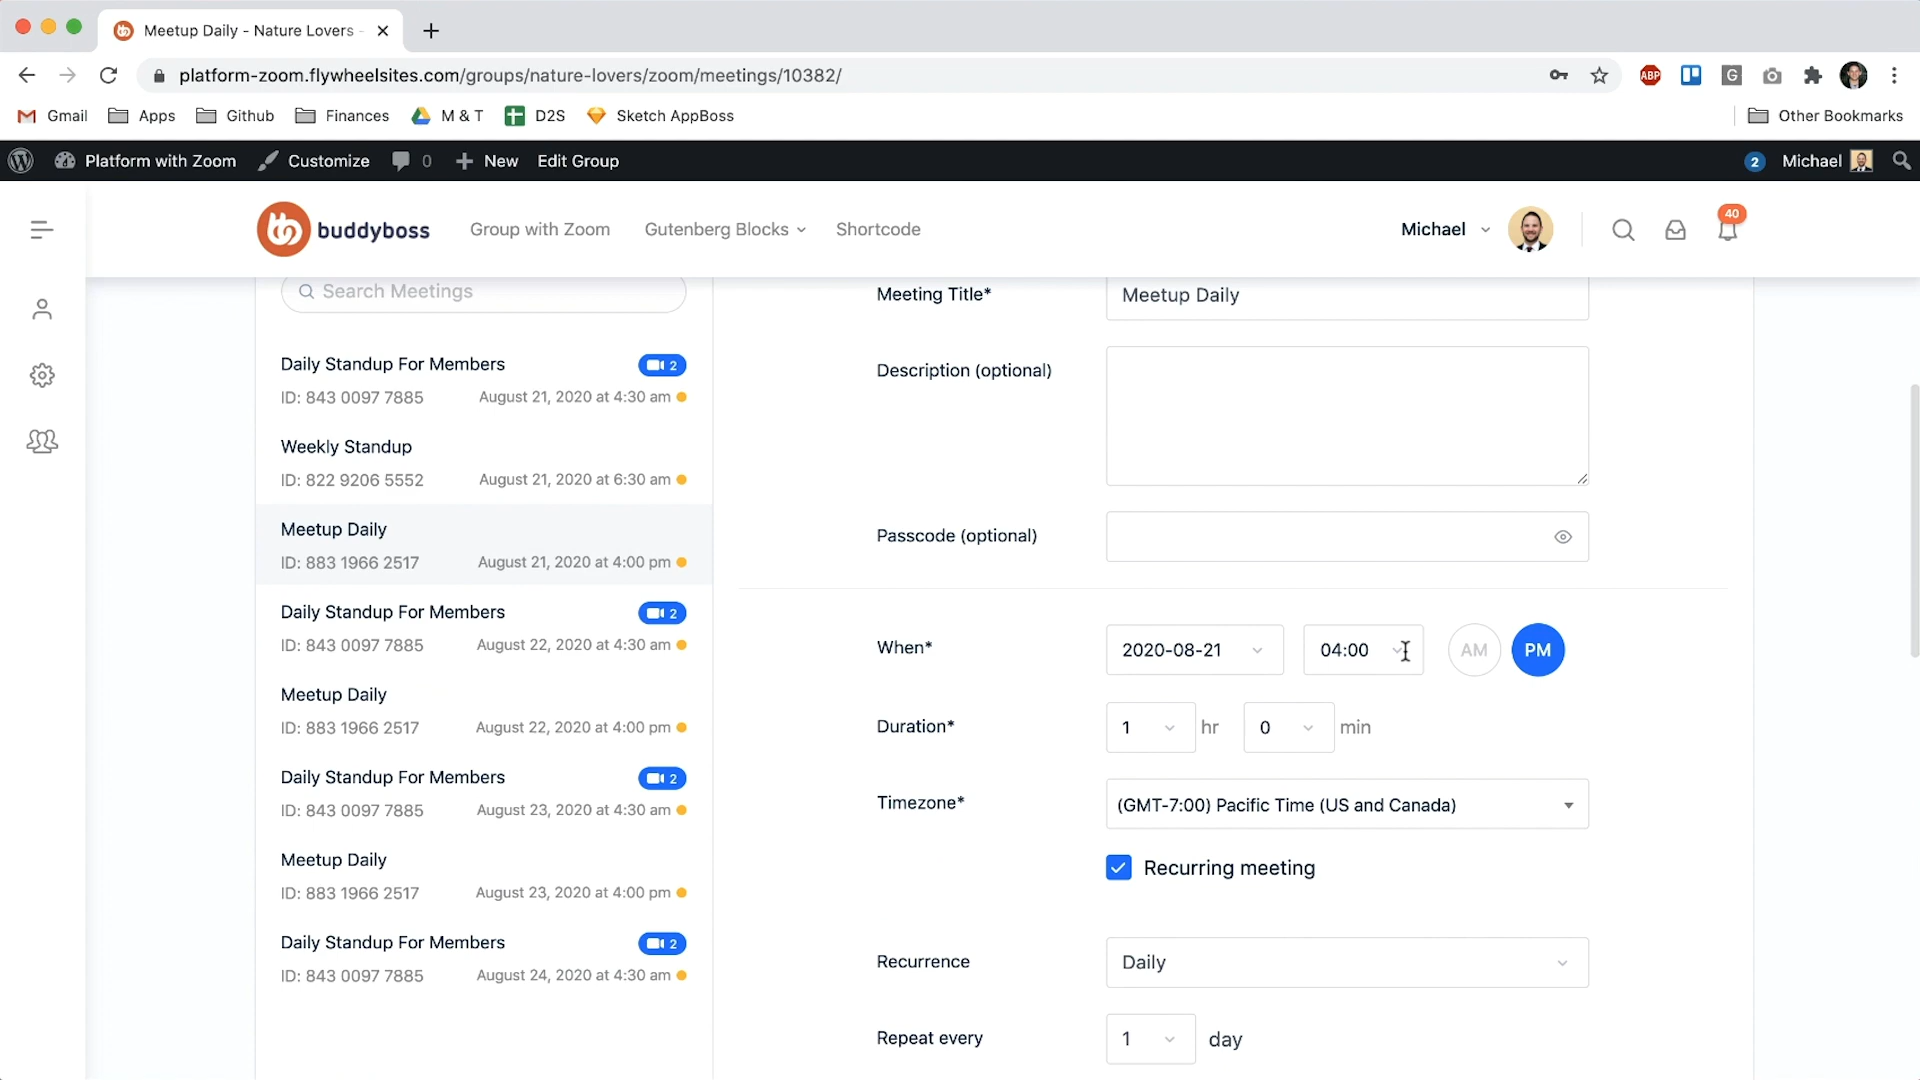 Meetup Daily - Nature Lovers -
platform-zoom.flywheelsites.com/groups/nature-lovers/zoom/meetings/10382/
ABP
G
Gmail Apps Github Finances M & T D2S Sketch AppBoss Other Bookmarks
Platform with Zoom Customize 0 New Edit Group 2 Michael
buddyboss Group with Zoom Gutenberg Blocks Shortcode Michael 40
Search Meetings
Daily Standup For Members 2
ID: 843 0097 7885 August 21, 2020 at 4:30 am
Weekly Standup
ID: 822 9206 5552 August 21, 2020 at 6:30 am
Meetup Daily
ID: 883 1966 2517 August 21, 2020 at 4:00 pm
Daily Standup For Members 2
ID: 843 0097 7885 August 22, 2020 at 4:30 am
Meetup Daily
ID: 883 1966 2517 August 22, 2020 at 4:00 pm
Daily Standup For Members 2
ID: 843 0097 7885 August 23, 2020 at 4:30 am
Meetup Daily
ID: 883 1966 2517 August 23, 2020 at 4:00 pm
Daily Standup For Members 2
ID: 843 0097 7885 August 24, 2020 at 4:30 am
Meeting Title* Meetup Daily
Description (optional)
Passcode (optional)
When* 2020-08-21 04:00 AM PM
Duration* 1 hr 0 min
Timezone* (GMT-7:00) Pacific Time (US and Canada)
Recurring meeting
Recurrence Daily
Repeat every 1 day